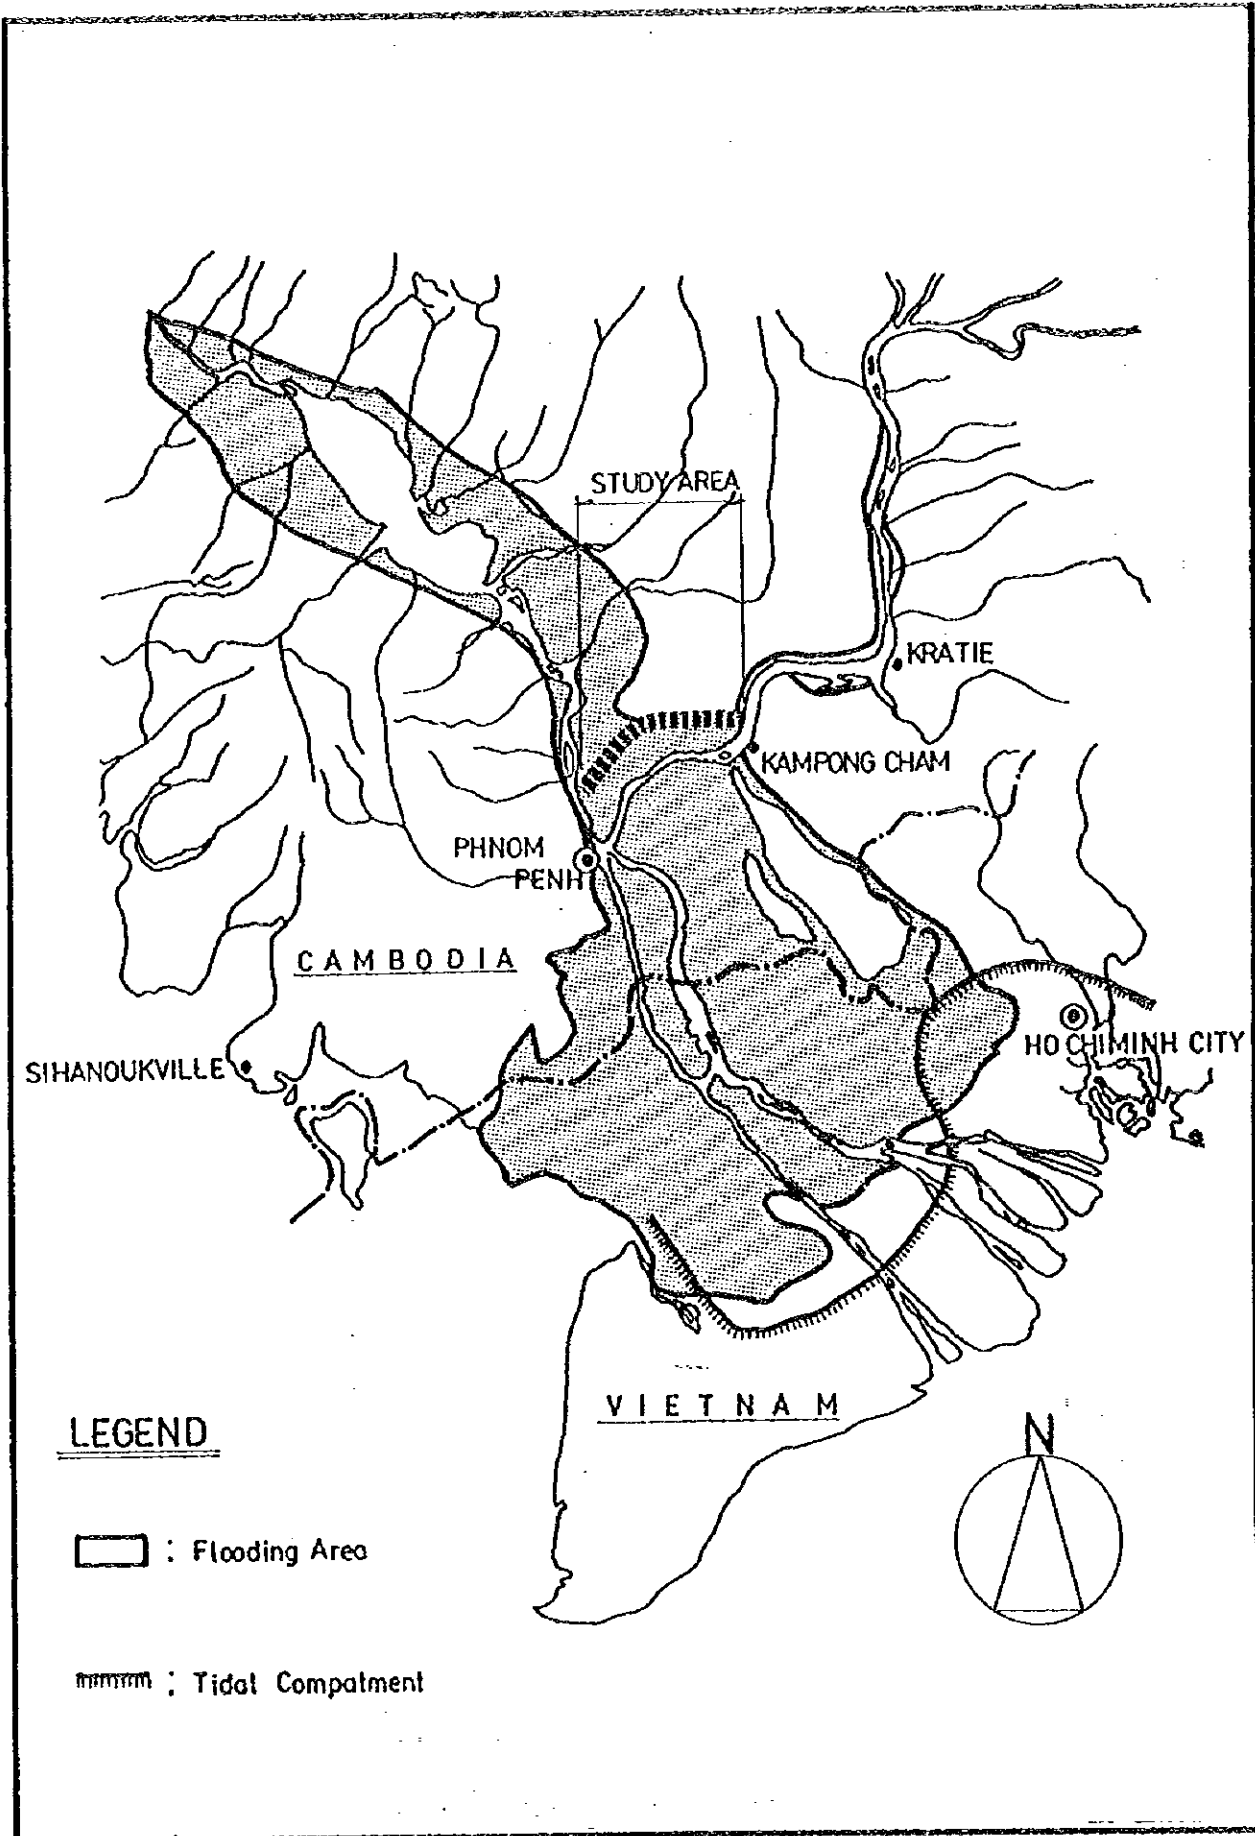 STUDY AREA
KRATIE
KAMPONG CHAM
PHNOM
PENH
CAMBODIA
HO CHIMINH CITY
SIHANOUKVILLE
VIETNAM
LEGEND
N
: Flooding Area
: Tidal Compatment